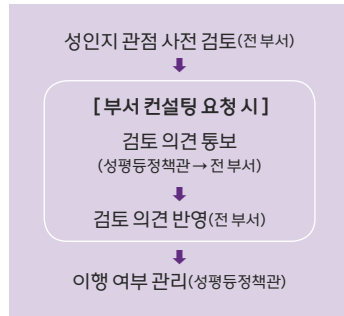 성인지 관점 사전 검토(전 부서)
[ 부서 컨설팅 요청 시 ]
검토 의견 통보
(성평등정책관 → 전 부서)
검토 의견 반영(전 부서)
이행 여부 관리(성평등정책관)